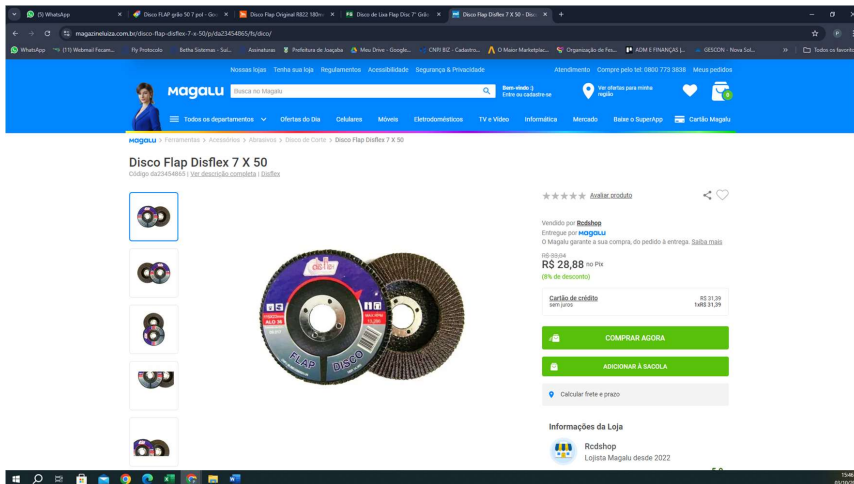 (5) WhatsApp
Disco FLAP grão 50 7 pol - Goo
Disco Flap Original R822 180m
Disco de Lixa Flap Disc 7" Grão
Disco Flap Disflex 7 X 50 - Disc
magazineluiza.com.br/disco-flap-disflex-7-x-50/p/da23454865/fs/dico/
WhatsApp
(11) Webmail Fecam...
Fly Protocolo
Betha Sistemas - Sui...
Assinaturas
Prefeitura de Joaçaba
Meu Drive - Google...
CNPJ BIZ - Cadastro...
O Maior Marketplac...
Organização de Fes...
ADM E FINANÇAS |...
GESCON - Nova Sol...
Todos os favoritos
Nossas lojas Tenha sua loja Regulamentos Acessibilidade Segurança & Privacidade Atendimento Compre pelo tel: 0800 773 3838 Meus pedidos
Magalu
Busca no Magalu
Bem-vindo :)
Entre ou cadastre-se
Ver ofertas para minha
região
0
Todos os departamentos Ofertas do Dia Celulares Móveis Eletrodomésticos TV e Vídeo Informática Mercado Baixe o SuperApp Cartão Magalu
Magalu > Ferramentas > Acessórios > Abrasivos > Disco de Corte > Disco Flap Disflex 7 X 50
Disco Flap Disflex 7 X 50
Código da23454865 | Ver descrição completa | Disflex
Avaliar produto
Vendido por Rcdshop
Entregue por Magalu
O Magalu garante a sua compra, do pedido à entrega. Saiba mais
R$ 28,88 no Pix
(8% de desconto)
Cartão de crédito R$ 31,39
sem juros 1xR$ 31,39
COMPRAR AGORA
ADICIONAR À SACOLA
Calcular frete e prazo
FLAP DISCO
Informações da Loja
Rcdshop
Lojista Magalu desde 2022
15:46